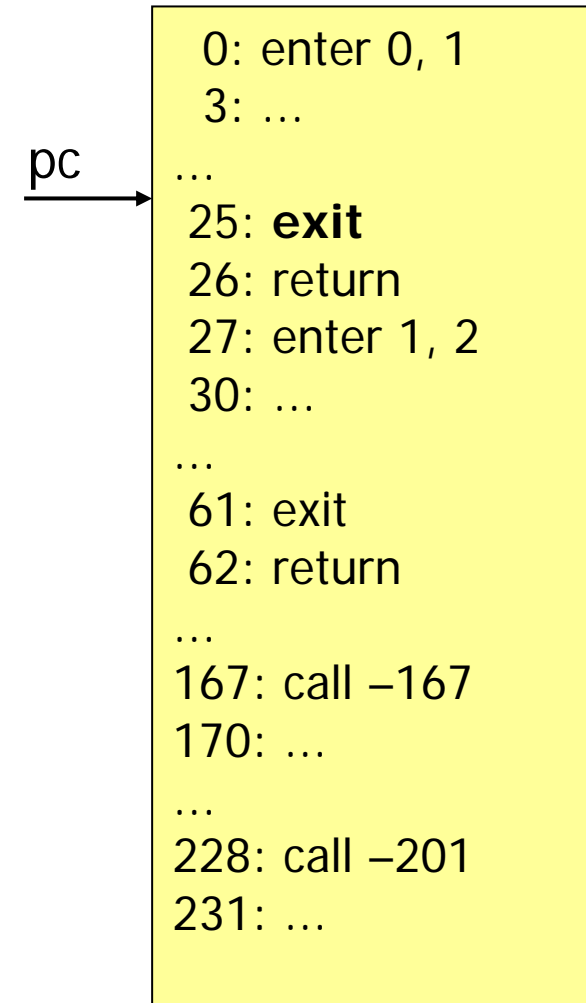 0: enter 0, 1
3: ...
pc
...
25: exit
26: return
27: enter 1, 2
30: ...
...
61: exit
62: return
...
167: call –167
170: ...
...
228: call –201
231: ...